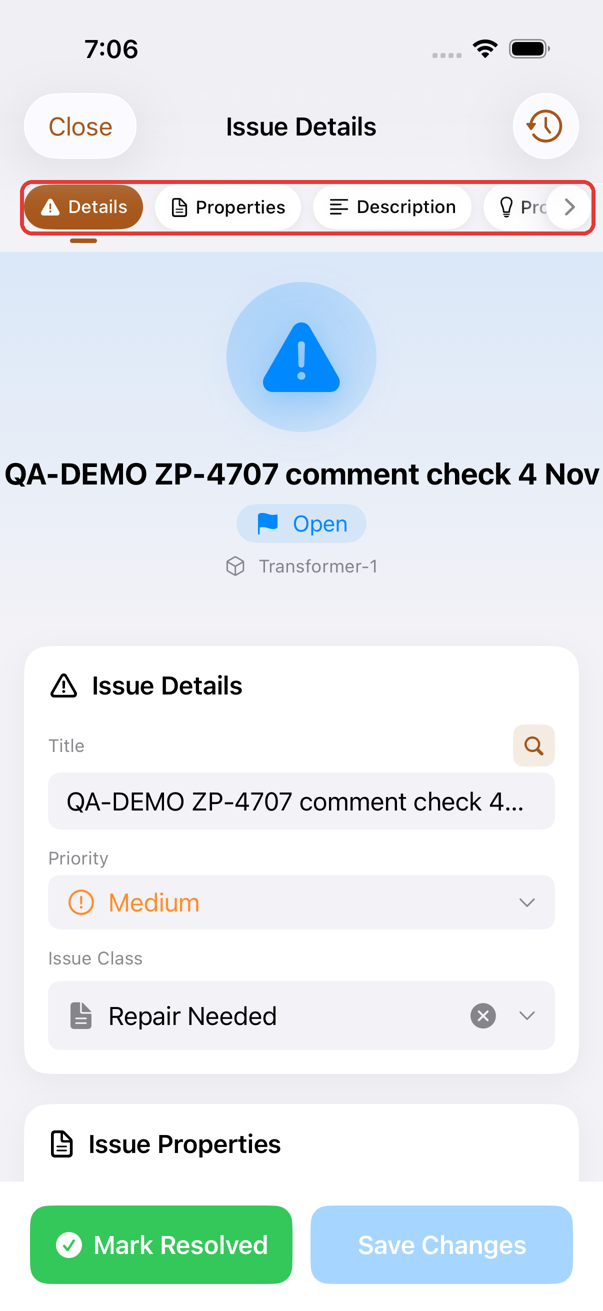 7:06
Close
Issue Details
Details
Properties
Description
Pro
Open
QA-DEMO ZP-4707 comment check 4 Nov
Transformer-1
Issue Details
Title
QA-DEMO ZP-4707 comment check 4...
Priority
Medium
Issue Class
Repair Needed
Issue Properties
Mark Resolved
Save Changes